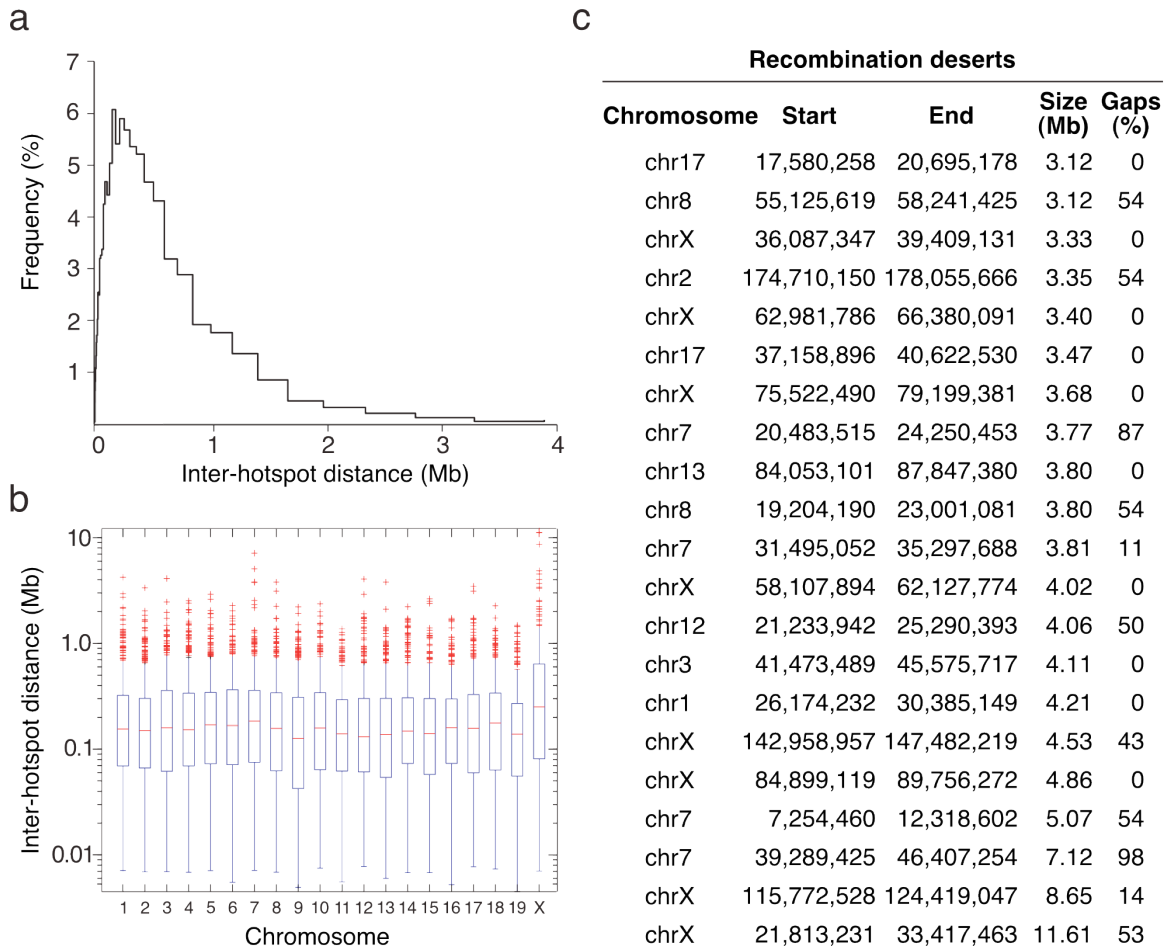 a
7
6
5
4
3
2
1
Frequency (%)
0 1 2 3 4
Inter-hotspot distance (Mb)
b
10
1.0
0.1
0.01
Inter-hotspot distance (Mb)
1 2 3 4 5 6 7 8 9 10 11 12 13 14 15 16 17 18 19 X
Chromosome
c
Recombination deserts
Chromosome Start End Size (Mb) Gaps (%)
chr17 17,580,258 20,695,178 3.12 0
chr8 55,125,619 58,241,425 3.12 54
chrX 36,087,347 39,409,131 3.33 0
chr2 174,710,150 178,055,666 3.35 54
chrX 62,981,786 66,380,091 3.40 0
chr17 37,158,896 40,622,530 3.47 0
chrX 75,522,490 79,199,381 3.68 0
chr7 20,483,515 24,250,453 3.77 87
chr13 84,053,101 87,847,380 3.80 0
chr8 19,204,190 23,001,081 3.80 54
chr7 31,495,052 35,297,688 3.81 11
chrX 58,107,894 62,127,774 4.02 0
chr12 21,233,942 25,290,393 4.06 50
chr3 41,473,489 45,575,717 4.11 0
chr1 26,174,232 30,385,149 4.21 0
chrX 142,958,957 147,482,219 4.53 43
chrX 84,899,119 89,756,272 4.86 0
chr7 7,254,460 12,318,602 5.07 54
chr7 39,289,425 46,407,254 7.12 98
chrX 115,772,528 124,419,047 8.65 14
chrX 21,813,231 33,417,463 11.61 53